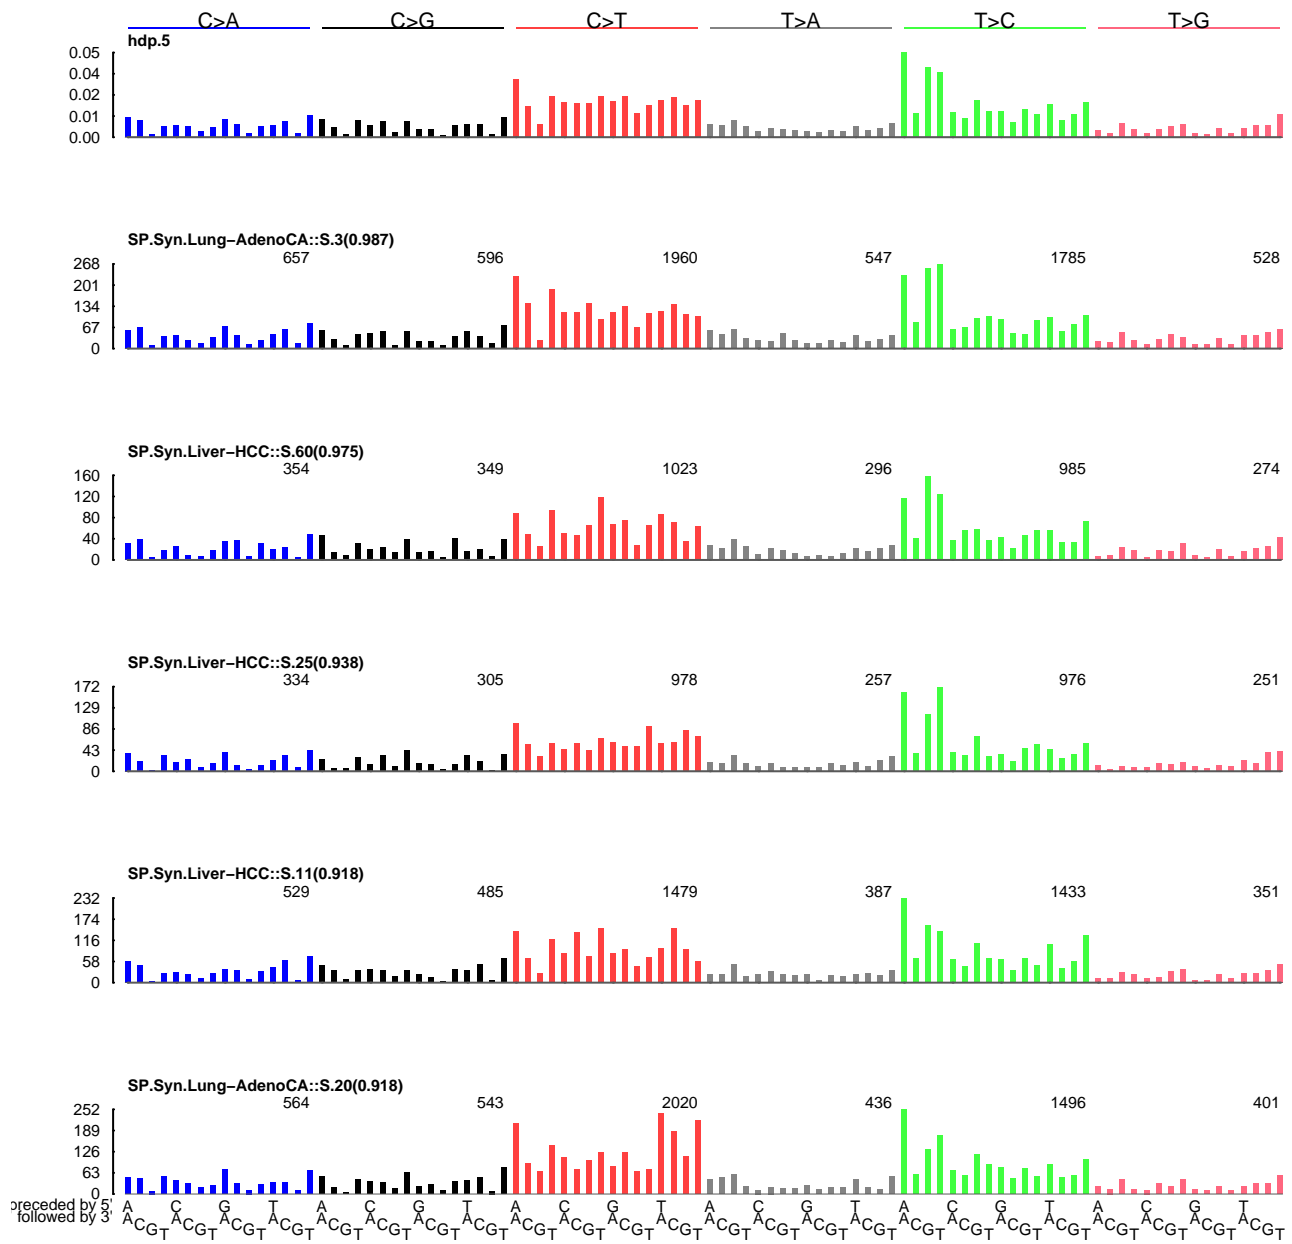 C>A C>G C>T T>A T>C T>G
hdp.5
0.05
0.04
0.02
0.01
0.00
SP.Syn.Lung−AdenoCA::S.3(0.987)
657 596 1960 547 1785 528
268
201
134
67
0
SP.Syn.Liver−HCC::S.60(0.975)
354 349 1023 296 985 274
160
120
80
40
0
SP.Syn.Liver−HCC::S.25(0.938)
334 305 978 257 976 251
172
129
86
43
0
SP.Syn.Liver−HCC::S.11(0.918)
529 485 1479 387 1433 351
232
174
116
58
0
SP.Syn.Lung−AdenoCA::S.20(0.918)
564 543 2020 436 1496 401
252
189
126
63
0
preceded by 5' A C G T A C G T A C G T A C G T A C G T A C G T
followed by 3' A C G T A C G T A C G T A C G T A C G T A C G T A C G T A C G T A C G T A C G T A C G T A C G T A C G T A C G T A C G T A C G T A C G T A C G T A C G T A C G T A C G T A C G T A C G T A C G T